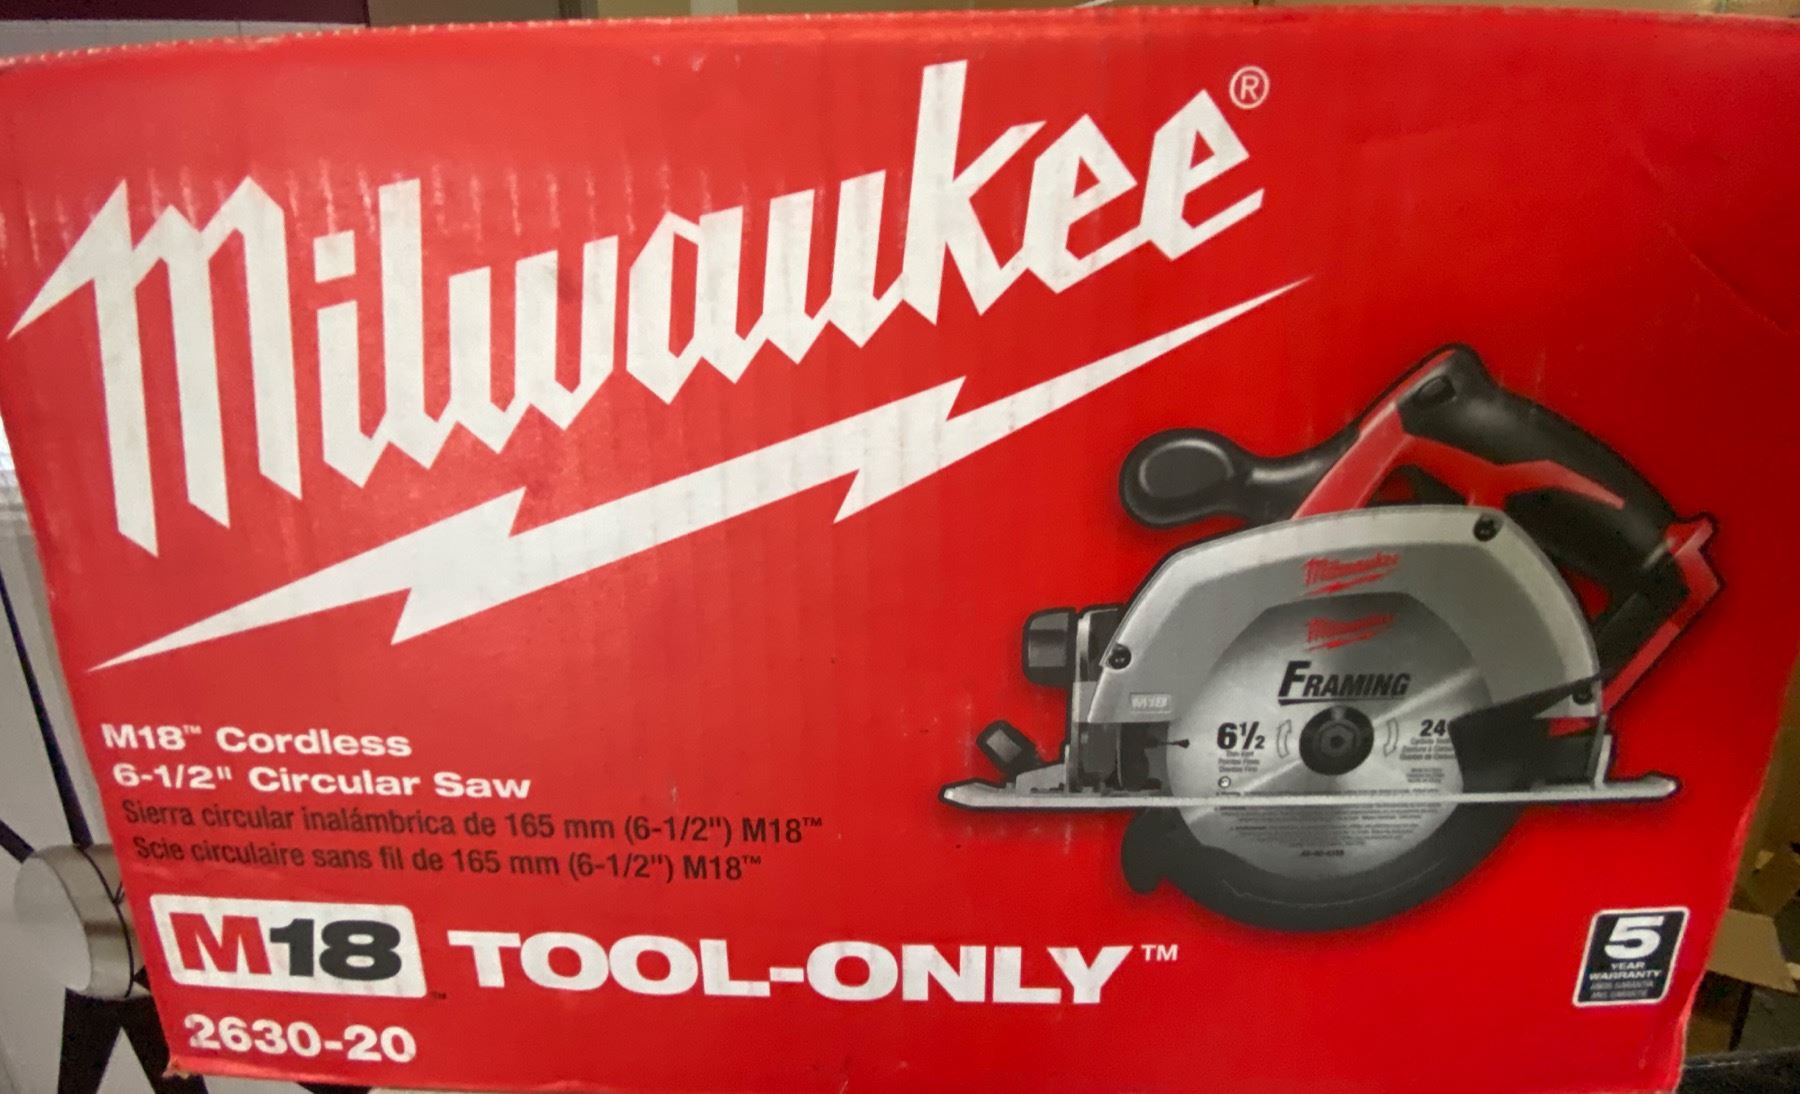 Milwaukee®
M18™ Cordless
6-1/2" Circular Saw
Sierra circular inalámbrica de 165 mm (6-1/2") M18™
Scie circulaire sans fil de 165 mm (6-1/2") M18™
M18™ TOOL-ONLY™
2630-20
Milwaukee
Milwaukee
FRAMING
6½
24
M18
5
YEAR
WARRANTY